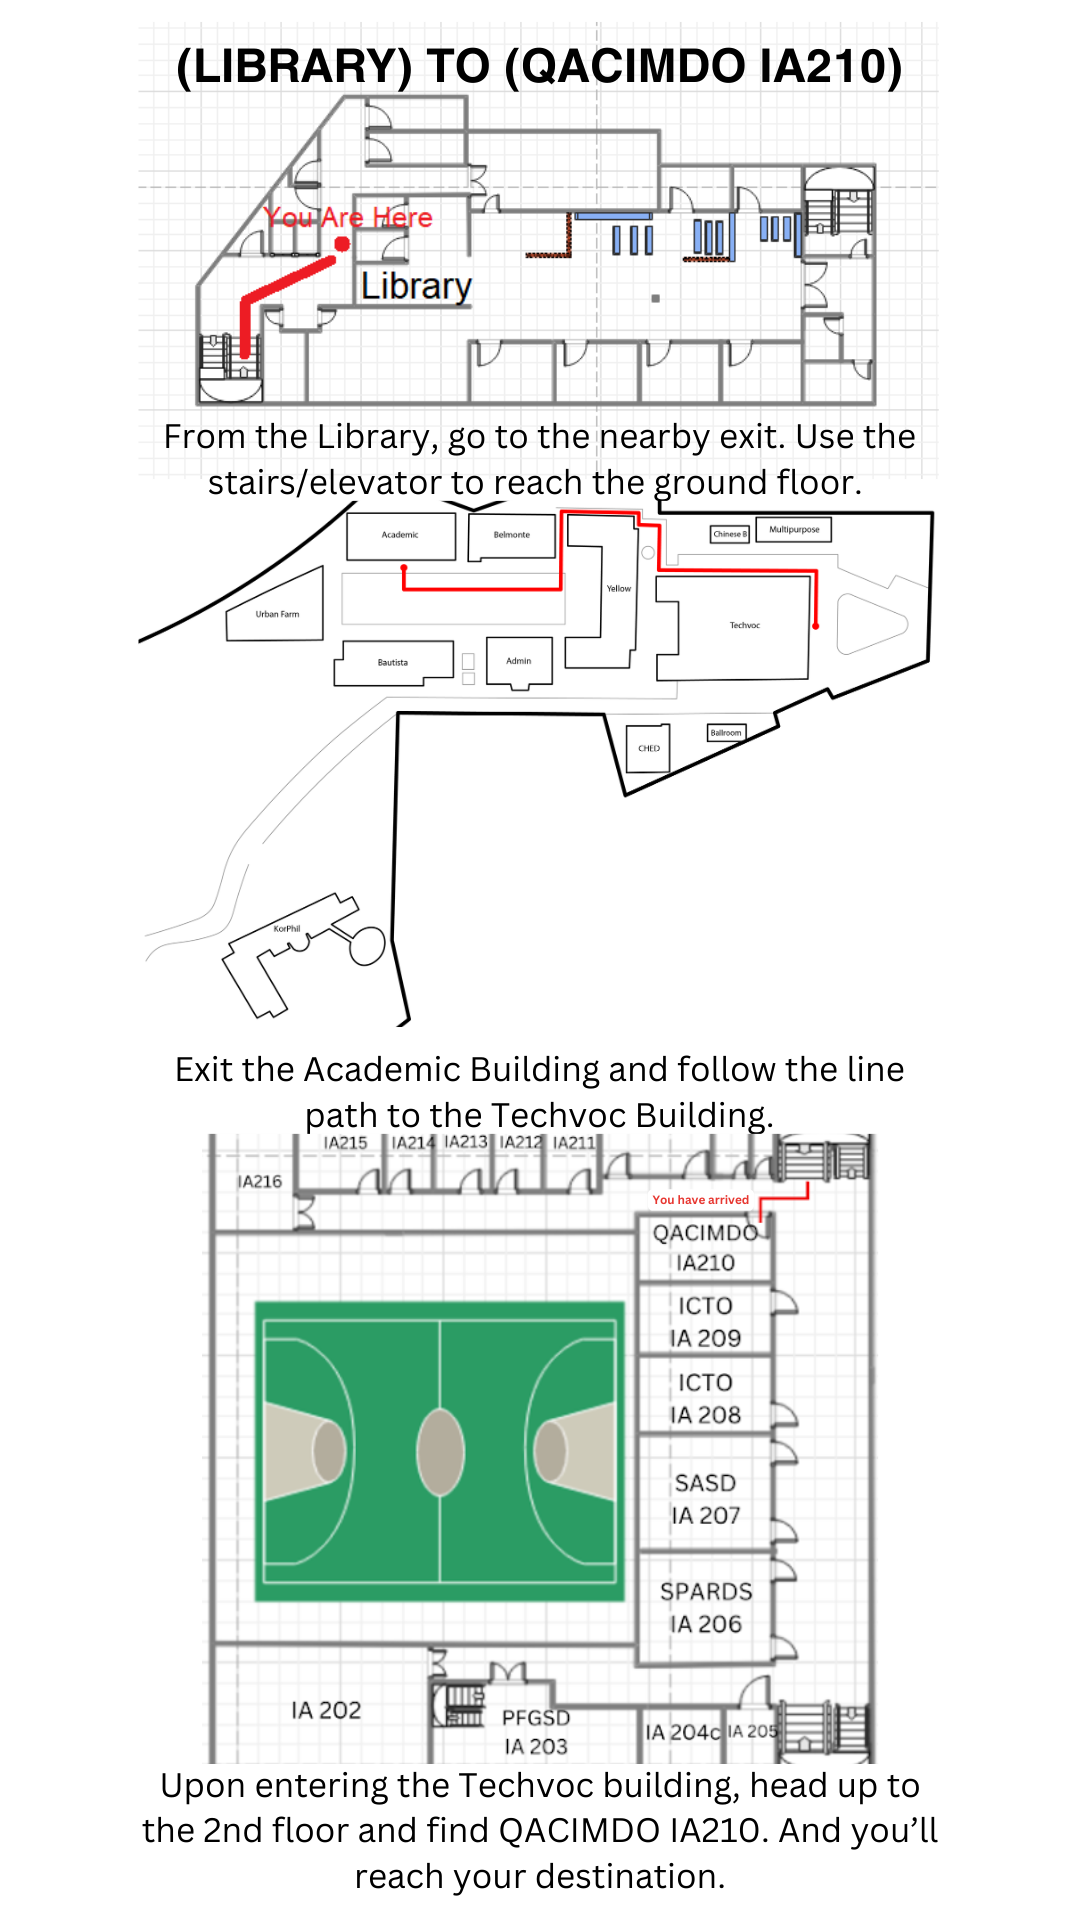 (LIBRARY) TO (QACIMDO IA210)
You Are Here
Library
From the Library, go to the nearby exit. Use the
stairs/elevator to reach the ground floor.
Academic
Belmonte
Chinese B
Multipurpose
Yellow
Urban Farm
Techvoc
Bautista
Admin
CHED
Ballroom
KorPhil
Exit the Academic Building and follow the line
path to the Techvoc Building.
IA215
IA214
IA213
IA212
IA211
IA216
You have arrived
QACIMDO
IA210
ICTO
IA 209
ICTO
IA 208
SASD
IA 207
SPARDS
IA 206
IA 202
PFGSD
IA 203
IA 204c
IA 205
Upon entering the Techvoc building, head up to
the 2nd floor and find QACIMDO IA210. And you’ll
reach your destination.